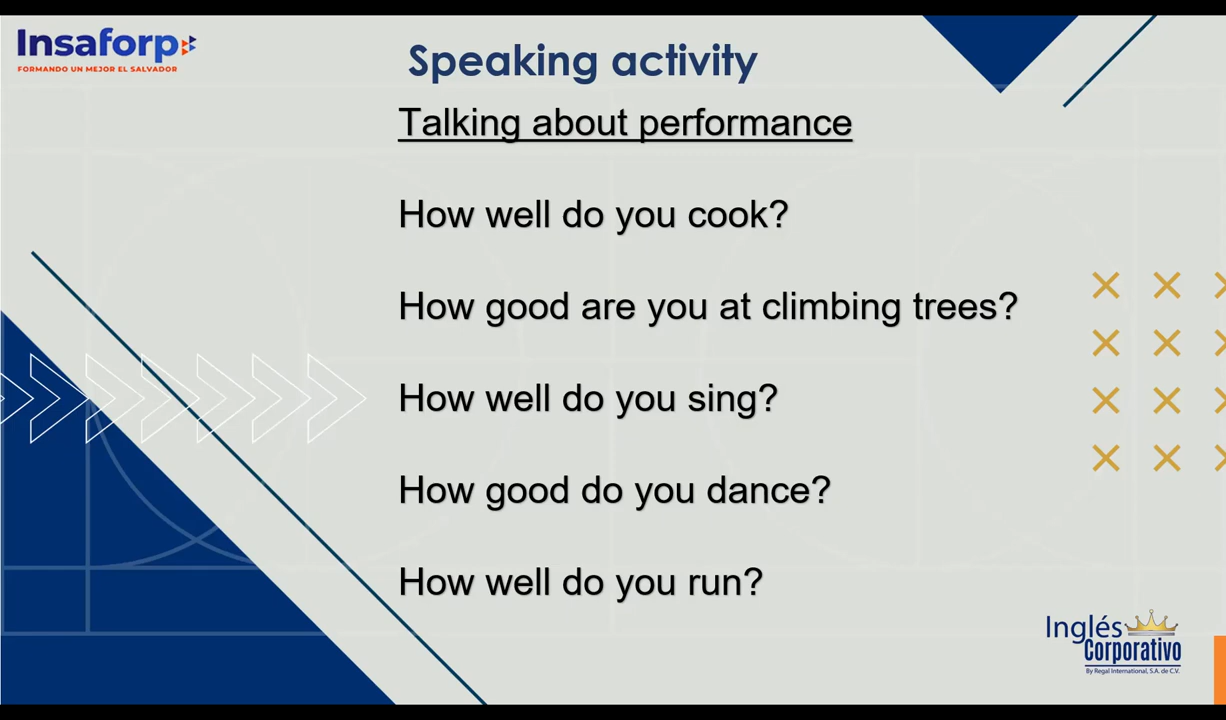 Insaforp
FORMANDO UN MEJOR EL SALVADOR
Speaking activity
Talking about performance
How well do you cook?
How good are you at climbing trees?
How well do you sing?
How good do you dance?
How well do you run?
Inglés
Corporativo
By Regal International, S.A. de C.V.